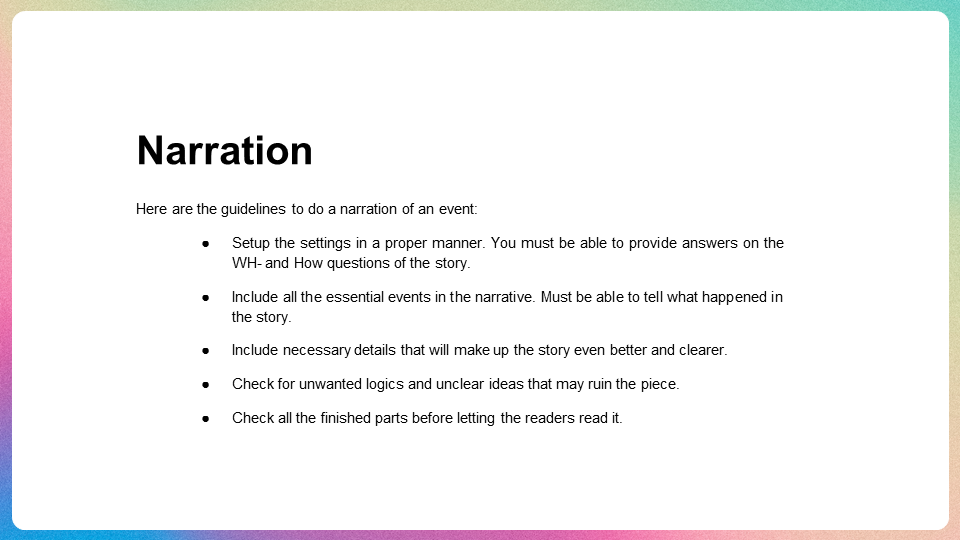 Narration
Here are the guidelines to do a narration of an event:
● Setup the settings in a proper manner. You must be able to provide answers on the
WH- and How questions of the story.
● Include all the essential events in the narrative. Must be able to tell what happened in
the story.
● Include necessary details that will make up the story even better and clearer.
● Check for unwanted logics and unclear ideas that may ruin the piece.
● Check all the finished parts before letting the readers read it.